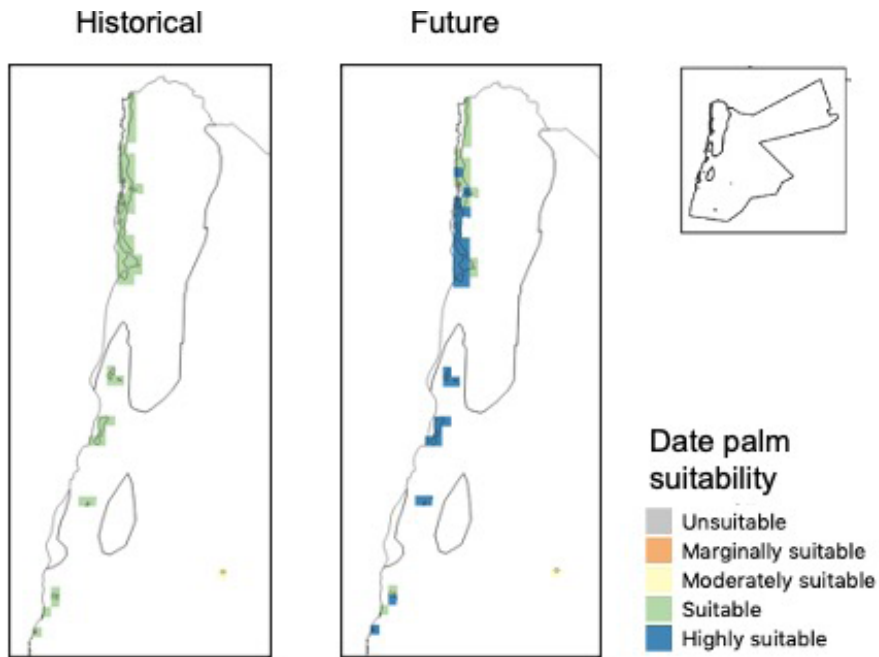 Historical
Future
Date palm
suitability
Unsuitable
Marginally suitable
Moderately suitable
Suitable
Highly suitable